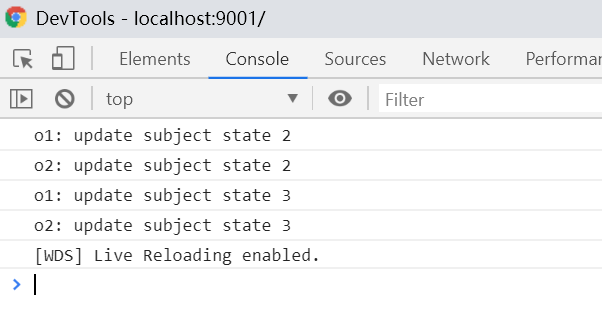 DevTools - localhost:9001/
Elements Console Sources Network Performan
top Filter
o1: update subject state 2
o2: update subject state 2
o1: update subject state 3
o2: update subject state 3
[WDS] Live Reloading enabled.